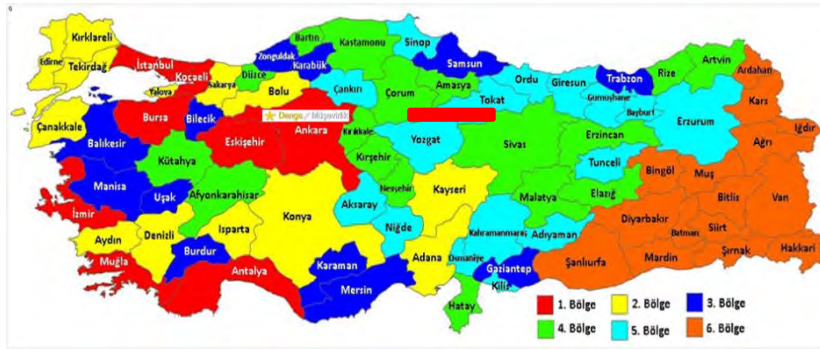 Kırklareli
Edirne
Tekirdağ
İstanbul
Kocaeli
Yalova
Sakarya
Düzce
Zonguldak
Bartın
Karabük
Kastamonu
Sinop
Samsun
Ordu
Giresun
Trabzon
Rize
Artvin
Ardahan
Kars
Iğdır
Ağrı
Erzurum
Bayburt
Gümüşhane
Erzincan
Tokat
Amasya
Çorum
Çankırı
Bolu
Denge Müşavirlik
Ankara
Kırıkkale
Yozgat
Sivas
Tunceli
Bingöl
Muş
Bitlis
Van
Hakkari
Şırnak
Siirt
Batman
Mardin
Diyarbakır
Şanlıurfa
Elazığ
Malatya
Adıyaman
Kahramanmaraş
Gaziantep
Kilis
Osmaniye
Hatay
Adana
Kayseri
Nevşehir
Kırşehir
Aksaray
Niğde
Konya
Karaman
Mersin
Antalya
Isparta
Burdur
Denizli
Muğla
Aydın
İzmir
Manisa
Uşak
Afyonkarahisar
Kütahya
Eskişehir
Bilecik
Bursa
Balıkesir
Çanakkale
1. Bölge
2. Bölge
3. Bölge
4. Bölge
5. Bölge
6. Bölge